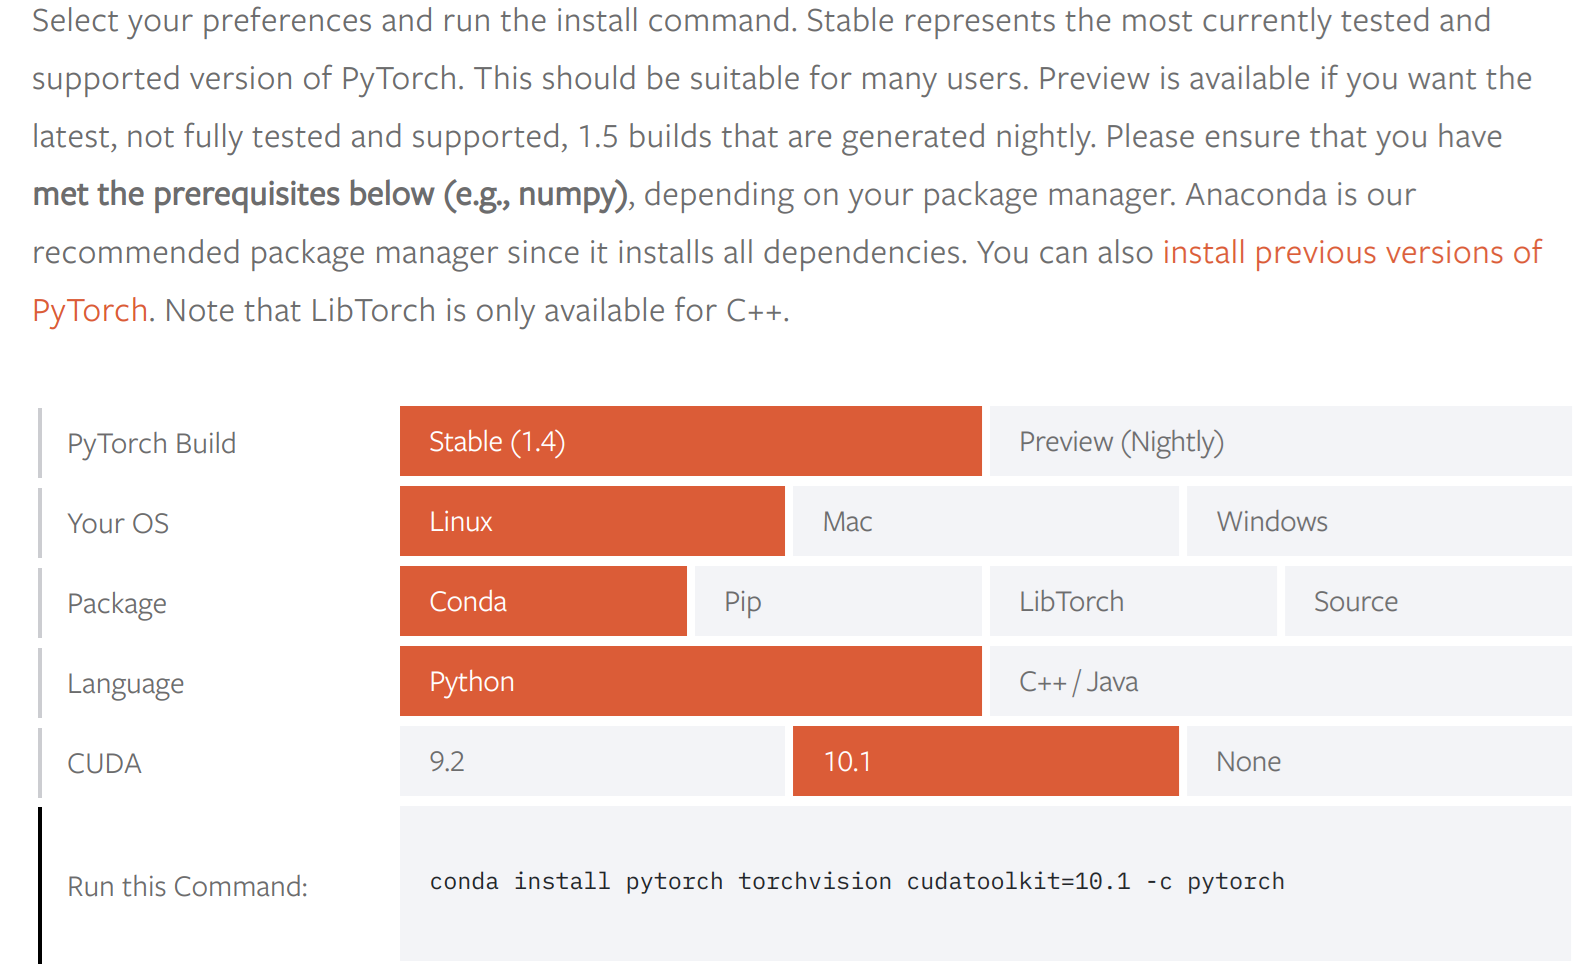 Select your preferences and run the install command. Stable represents the most currently tested and
supported version of PyTorch. This should be suitable for many users. Preview is available if you want the
latest, not fully tested and supported, 1.5 builds that are generated nightly. Please ensure that you have
met the prerequisites below (e.g., numpy), depending on your package manager. Anaconda is our
recommended package manager since it installs all dependencies. You can also install previous versions of
PyTorch. Note that LibTorch is only available for C++.
PyTorch Build Stable (1.4) Preview (Nightly)
Your OS Linux Mac Windows
Package Conda Pip LibTorch Source
Language Python C++ / Java
CUDA 9.2 10.1 None
Run this Command: conda install pytorch torchvision cudatoolkit=10.1 -c pytorch